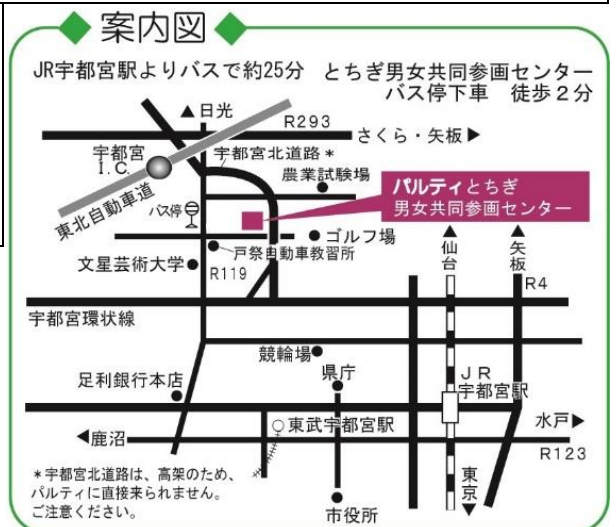 案内図
JR宇都宮駅よりバスで約25分 とちぎ男女共同参画センター
バス停下車 徒歩2分
▲日光
R293
さくら・矢板▶
宇都宮
I.C.
宇都宮北道路*
農業試験場
東北自動車道
バス停
パルティとちぎ
男女共同参画センター
ゴルフ場
戸祭自動車教習所
文星芸術大学
R119
▲仙台
▲矢板
R4
宇都宮環状線
競輪場
県庁
足利銀行本店
JR
宇都宮駅
東武宇都宮駅
水戸▶
◀鹿沼
R123
*宇都宮北道路は、高架のため、
パルティに直接来られません。
ご注意ください。
市役所
東京▼